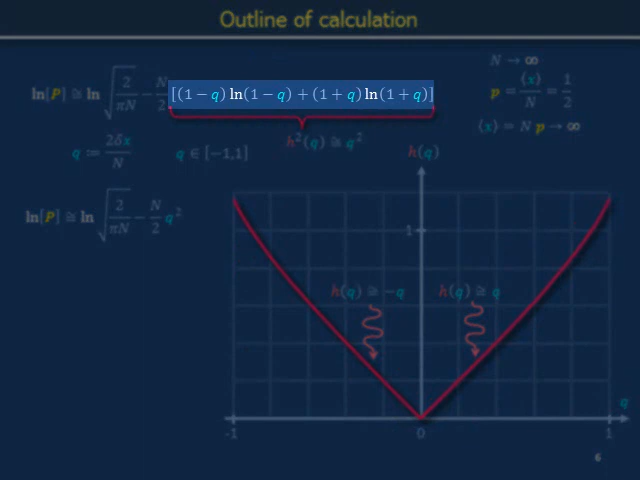 Outline of calculation
N → ∞
ln[P] ≅ ln √(2/πN) − N/2 [(1 − q) ln(1 − q) + (1 + q) ln(1 + q)]
p = ⟨x⟩/N = 1/2
⟨x⟩ = N p → ∞
q ≔ 2δx/N
q ∈ [−1,1]
h²(q) ≅ q²
h(q)
ln[P] ≅ ln √(2/πN) − N/2 q²
1
h(q) ≅ −q
h(q) ≅ q
q
-1
0
1
6